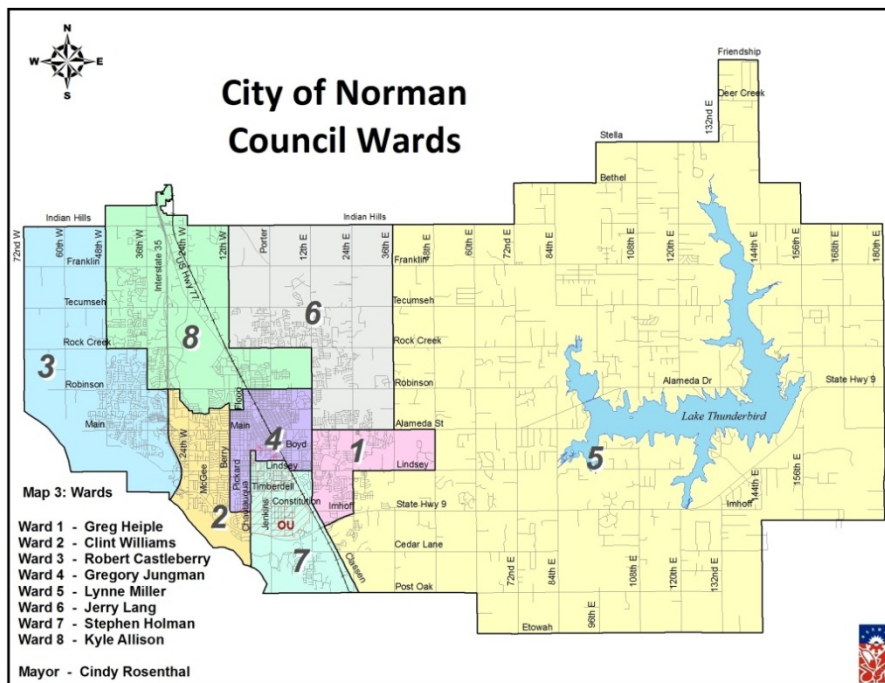 N
W E
S
City of Norman
Council Wards
Friendship
Deer Creek
132nd E
Stella
Bethel
Indian Hills
Indian Hills
72nd W
60th W
48th W
36th W
Interstate 35
24th W
US Hwy 77
12th W
Porter
12th E
24th E
36th E
48th E
60th E
72nd E
84th E
108th E
120th E
144th E
156th E
168th E
180th E
Franklin
Franklin
Tecumseh
Tecumseh
Rock Creek
Rock Creek
Robinson
Robinson
Alameda Dr
State Hwy 9
Lake Thunderbird
Main
24th W
McGee
Berry
Flood
Main
Pickard
Chautauqua
Boyd
Lindsey
Timberdell
Constitution
Jenkins
OU
Imhoff
Classen
Alameda St
Lindsey
State Hwy 9
Cedar Lane
Post Oak
Etowah
72nd E
84th E
96th E
108th E
120th E
132nd E
144th E
156th E
Imhoff
1
2
3
4
5
6
7
8
Map 3: Wards
Ward 1 - Greg Heiple
Ward 2 - Clint Williams
Ward 3 - Robert Castleberry
Ward 4 - Gregory Jungman
Ward 5 - Lynne Miller
Ward 6 - Jerry Lang
Ward 7 - Stephen Holman
Ward 8 - Kyle Allison
Mayor - Cindy Rosenthal